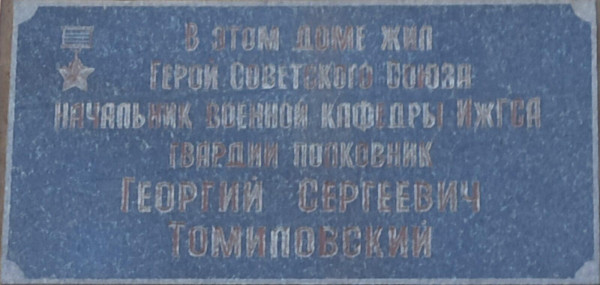 В этом доме жил
Герой Советского Союза
начальник военной кафедры ИжГСА
гвардии полковник
Георгий Сергеевич
Томиловский